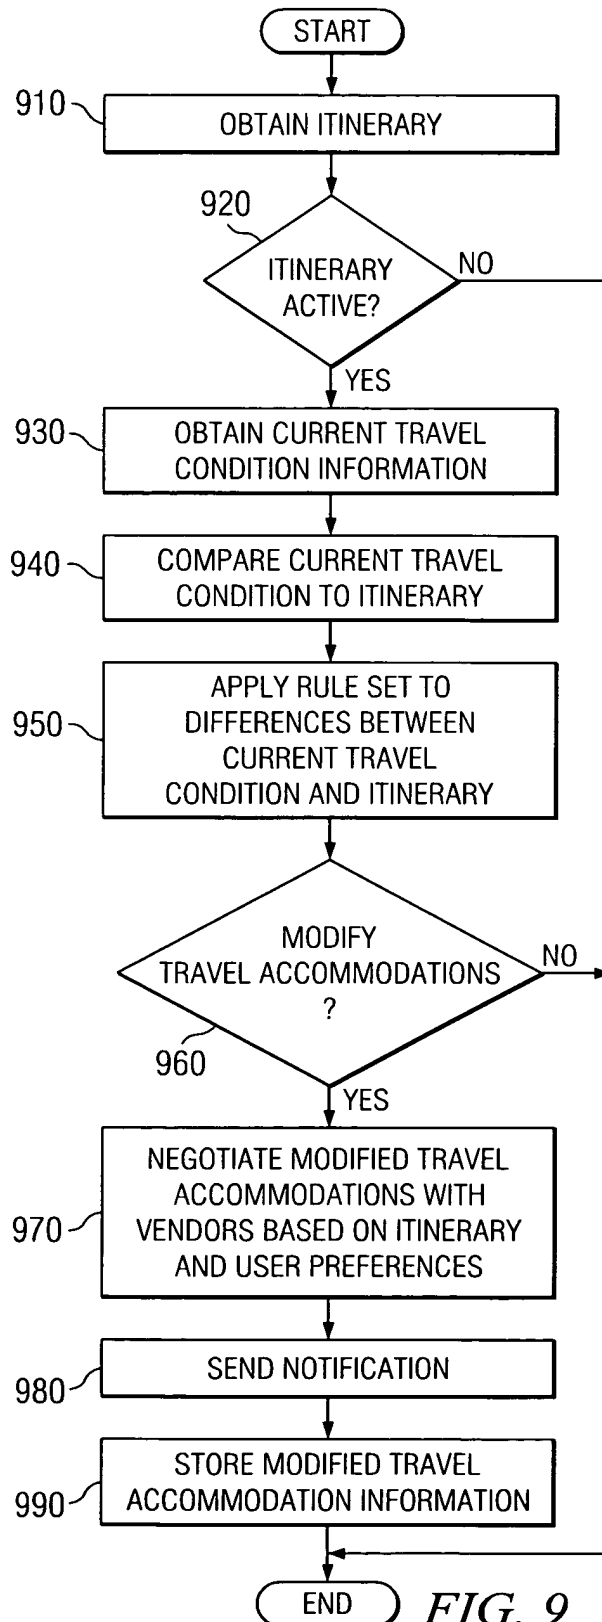 START
910
OBTAIN ITINERARY
920
ITINERARY
ACTIVE?
NO
YES
930
OBTAIN CURRENT TRAVEL
CONDITION INFORMATION
940
COMPARE CURRENT TRAVEL
CONDITION TO ITINERARY
950
APPLY RULE SET TO
DIFFERENCES BETWEEN
CURRENT TRAVEL
CONDITION AND ITINERARY
MODIFY
TRAVEL ACCOMMODATIONS
?
NO
960
YES
970
NEGOTIATE MODIFIED TRAVEL
ACCOMMODATIONS WITH
VENDORS BASED ON ITINERARY
AND USER PREFERENCES
980
SEND NOTIFICATION
990
STORE MODIFIED TRAVEL
ACCOMMODATION INFORMATION
END
FIG. 9